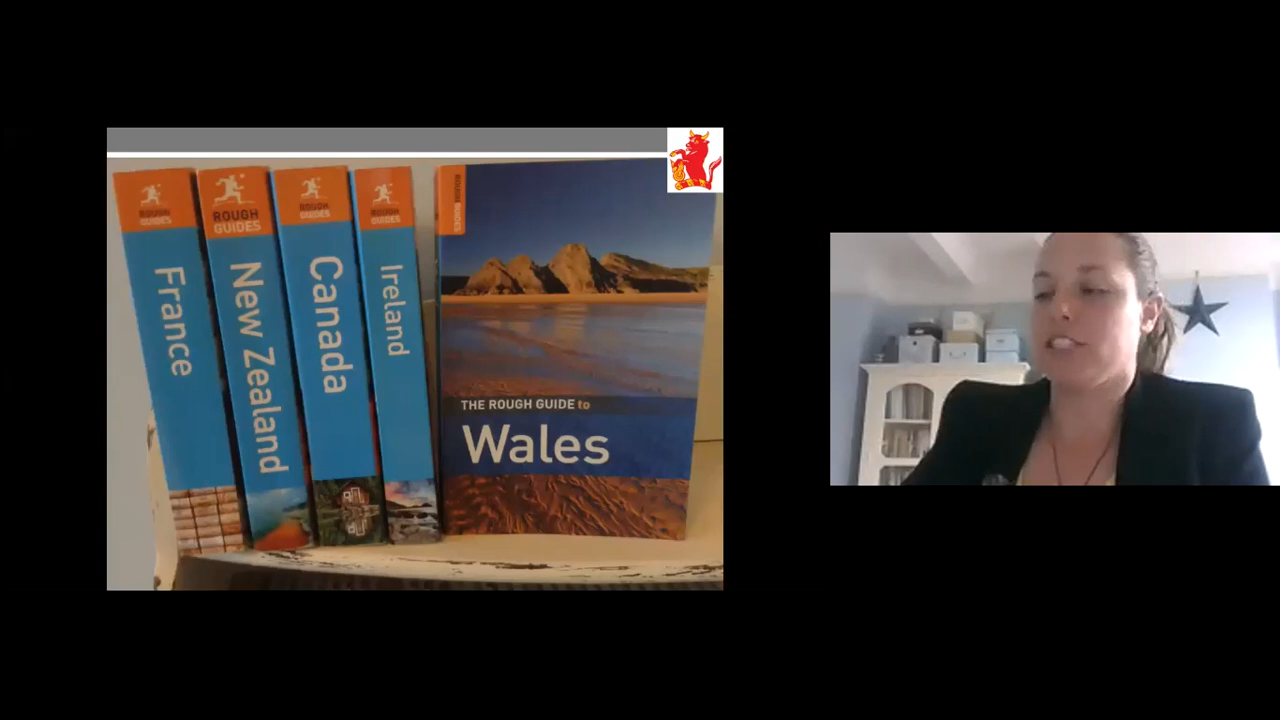 ROUGH
GUIDES
France
ROUGH
GUIDES
New Zealand
ROUGH
GUIDES
Canada
ROUGH
GUIDES
Ireland
ROUGH GUIDES
THE ROUGH GUIDE to
Wales